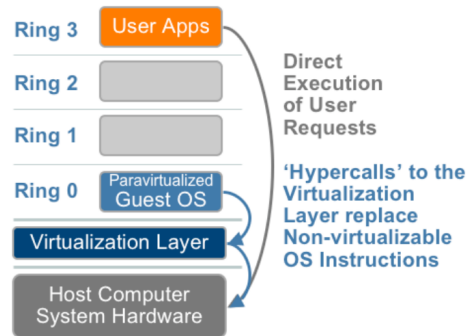 Ring 3
User Apps
Ring 2
Ring 1
Ring 0
Paravirtualized
Guest OS
Virtualization Layer
Host Computer
System Hardware
Direct
Execution
of User
Requests
‘Hypercalls’ to the
Virtualization
Layer replace
Non-virtualizable
OS Instructions